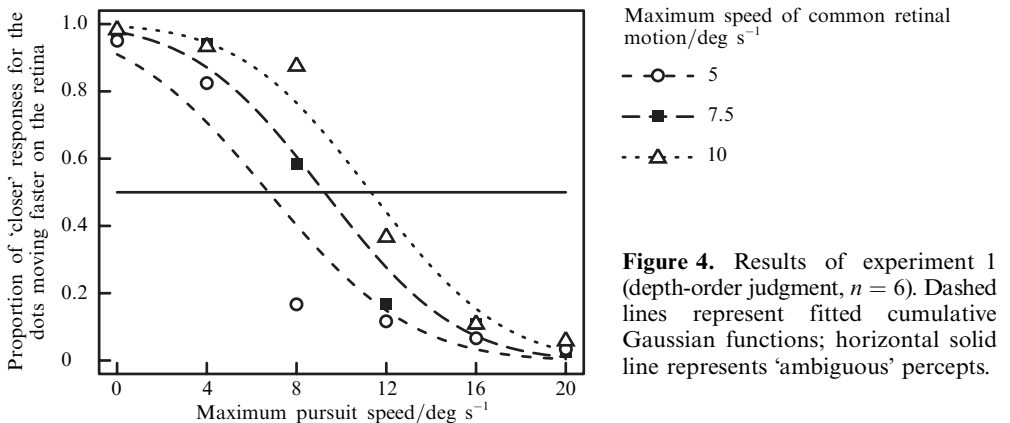 Proportion of ‘closer’ responses for the
dots moving faster on the retina
1.0
0.8
0.6
0.4
0.2
0
0 4 8 12 16 20
Maximum pursuit speed/deg s⁻¹
Maximum speed of common retinal
motion/deg s⁻¹
5
7.5
10
Figure 4. Results of experiment 1
(depth-order judgment, n = 6). Dashed
lines represent fitted cumulative
Gaussian functions; horizontal solid
line represents ‘ambiguous’ percepts.